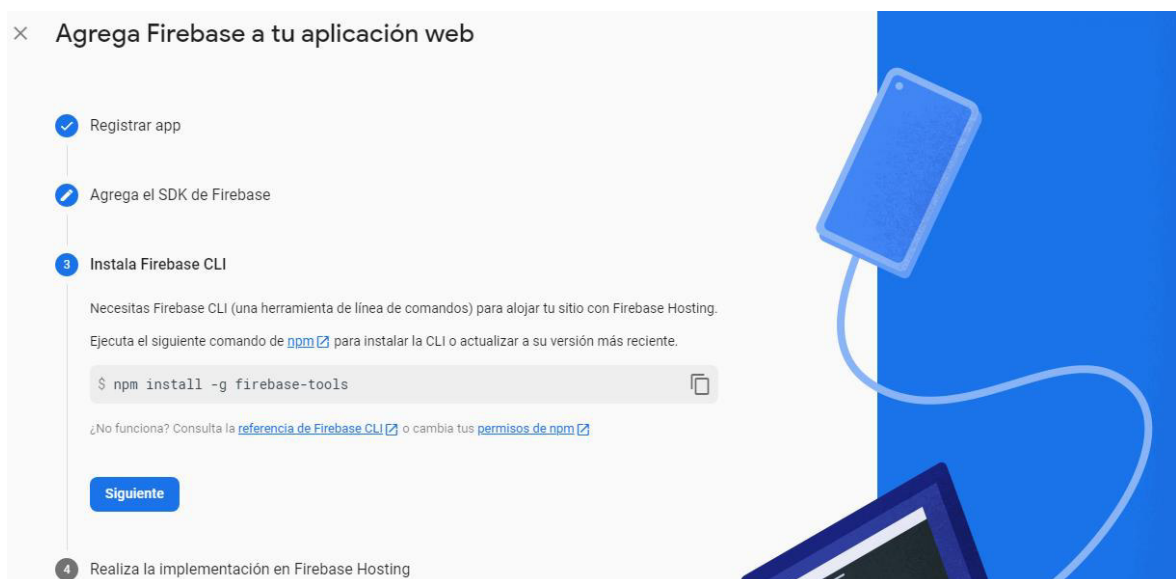 Agrega Firebase a tu aplicación web
Registrar app
Agrega el SDK de Firebase
3 Instala Firebase CLI
Necesitas Firebase CLI (una herramienta de línea de comandos) para alojar tu sitio con Firebase Hosting.
Ejecuta el siguiente comando de npm para instalar la CLI o actualizar a su versión más reciente.
$ npm install -g firebase-tools
¿No funciona? Consulta la referencia de Firebase CLI o cambia tus permisos de npm
Siguiente
4 Realiza la implementación en Firebase Hosting